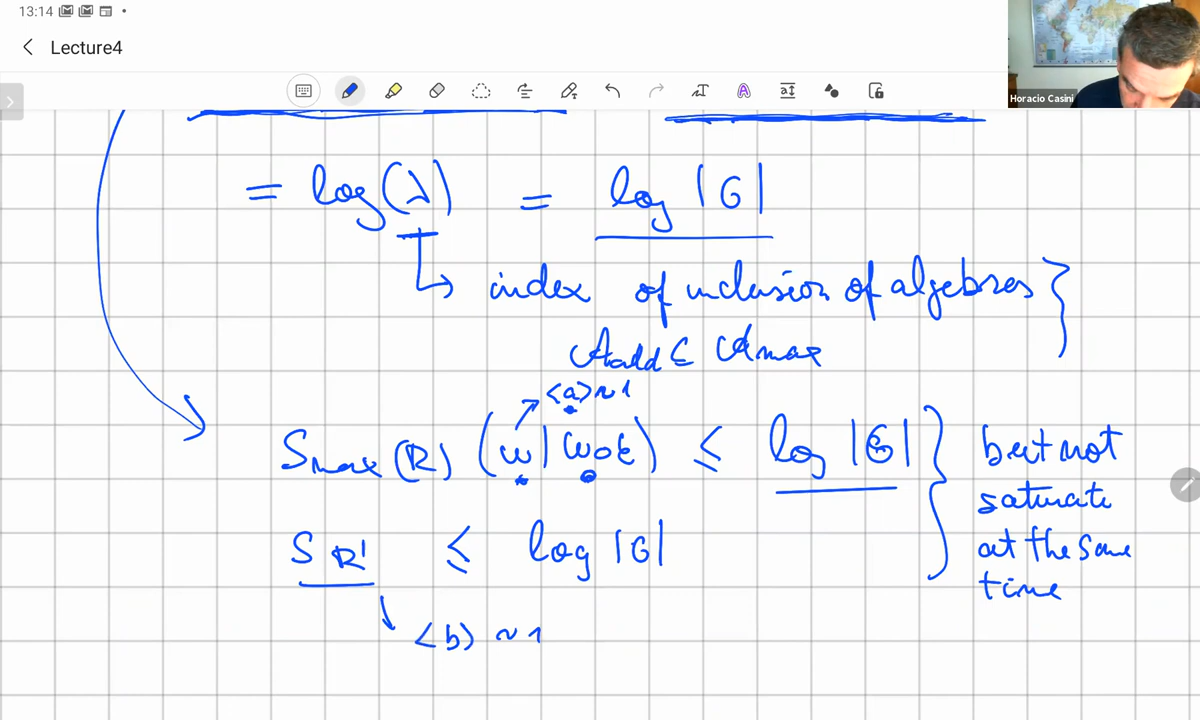 13:14
Lecture4
Horacio Casini
= log(λ) = log |G|
↳ index of inclusion of algebras
Aadd ⊂ Amax
<a> ~ 1
Smax(R) (ω | ω∘ε) ≤ log |G| } but not
saturate
at the same
time
S R' ≤ log |G|
<b> ~ 1